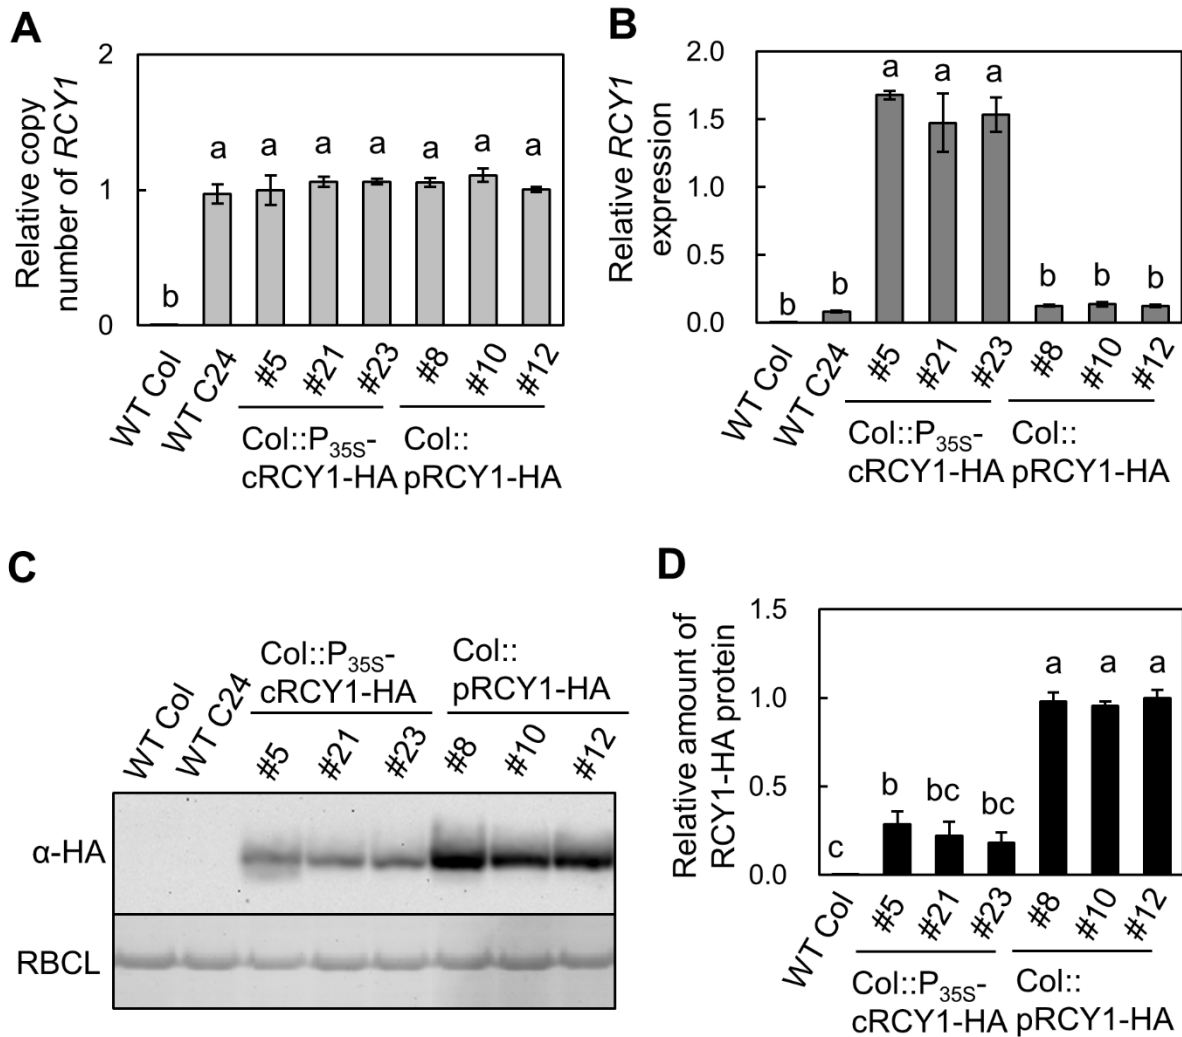 A
Relative copy
number of RCY1
2
1
0
b
a
a
a
a
a
a
a
WT Col
WT C24
#5
#21
#23
#8
#10
#12
Col::P35S-
cRCY1-HA
Col::
pRCY1-HA
B
Relative RCY1
expression
2.0
1.5
1.0
0.5
0.0
b
b
a
a
a
b
b
b
WT Col
WT C24
#5
#21
#23
#8
#10
#12
Col::P35S-
cRCY1-HA
Col::
pRCY1-HA
C
Col::P35S-
cRCY1-HA
Col::
pRCY1-HA
WT Col
WT C24
#5
#21
#23
#8
#10
#12
α-HA
RBCL
D
Relative amount of
RCY1-HA protein
1.5
1.0
0.5
0.0
c
b
bc
bc
a
a
a
WT Col
#5
#21
#23
#8
#10
#12
Col::P35S-
cRCY1-HA
Col::
pRCY1-HA